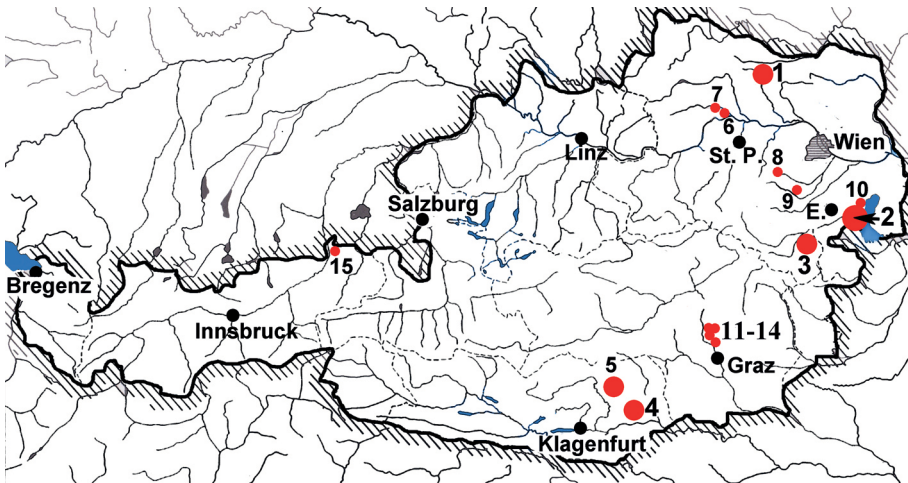 1
7
6
Linz
St. P.
Wien
8
9
10
E.
2
Salzburg
3
15
Bregenz
Innsbruck
11-14
Graz
5
4
Klagenfurt